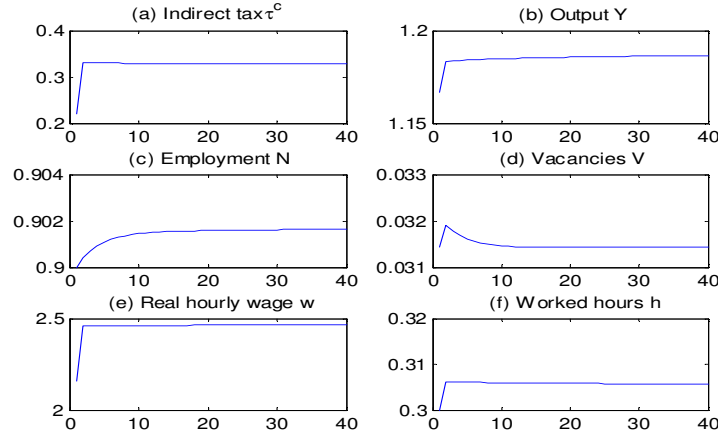 (a) Indirect taxτc
0.4
0.3
0.2
0 10 20 30 40
(b) Output Y
1.2
1.15
0 10 20 30 40
(c) Employment N
0.904
0.902
0.9
0 10 20 30 40
(d) Vacancies V
0.033
0.032
0.031
0 10 20 30 40
(e) Real hourly wage w
2.5
2
0 10 20 30 40
(f) Worked hours h
0.32
0.31
0.3
0 10 20 30 40